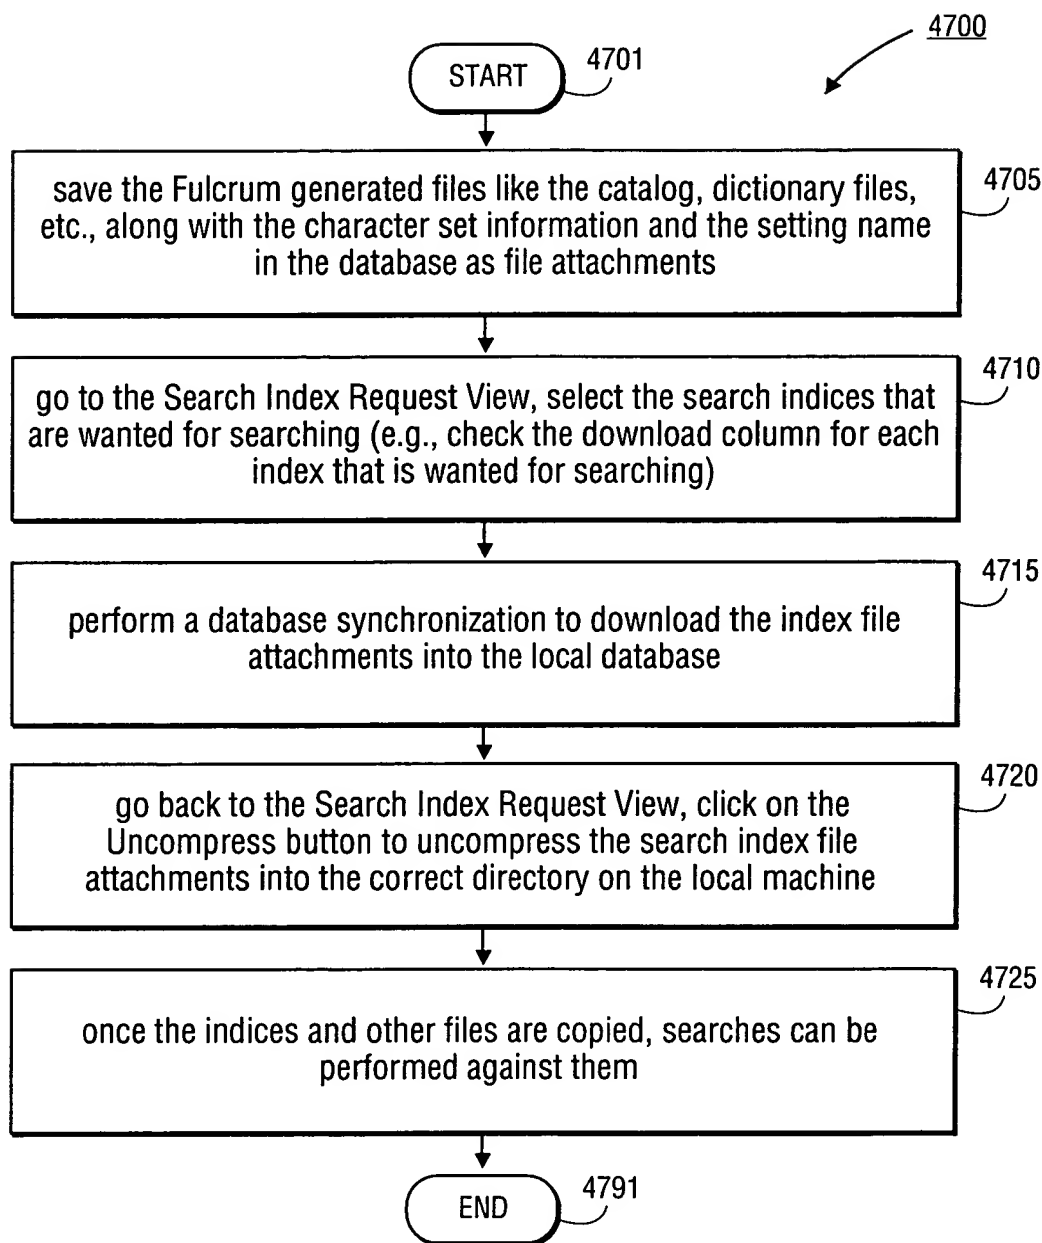 4700
START
4701
save the Fulcrum generated files like the catalog, dictionary files,
etc., along with the character set information and the setting name
in the database as file attachments
4705
go to the Search Index Request View, select the search indices that
are wanted for searching (e.g., check the download column for each
index that is wanted for searching)
4710
perform a database synchronization to download the index file
attachments into the local database
4715
go back to the Search Index Request View, click on the
Uncompress button to uncompress the search index file
attachments into the correct directory on the local machine
4720
once the indices and other files are copied, searches can be
performed against them
4725
END
4791